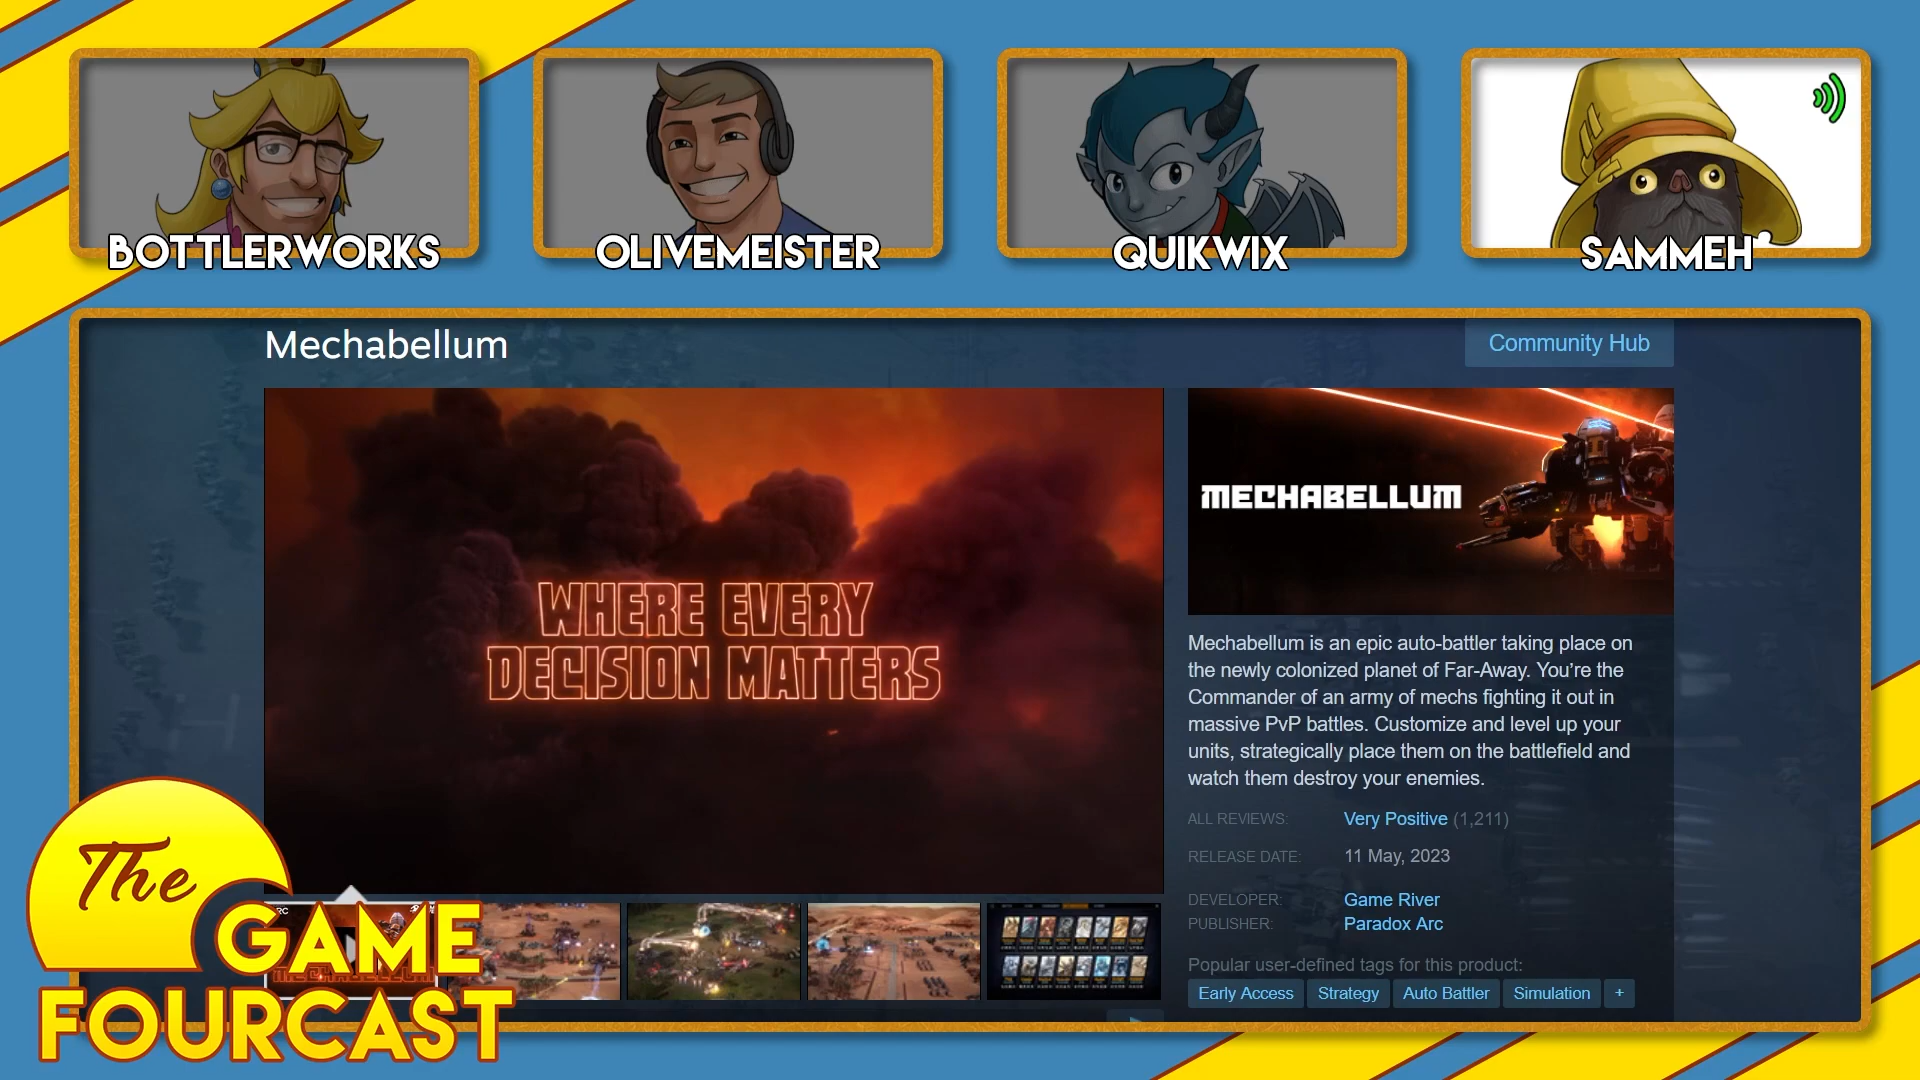 BOTTLERWORKS
OLIVEMEISTER
QUIKWIX
SAMMEH
Mechabellum
Community Hub
WHERE EVERY
DECISION MATTERS
MECHABELLUM
Mechabellum is an epic auto-battler taking place on
the newly colonized planet of Far-Away. You’re the
Commander of an army of mechs fighting it out in
massive PvP battles. Customize and level up your
units, strategically place them on the battlefield and
watch them destroy your enemies.
ALL REVIEWS: Very Positive (1,211)
RELEASE DATE: 11 May, 2023
DEVELOPER: Game River
PUBLISHER: Paradox Arc
Popular user-defined tags for this product:
Early Access Strategy Auto Battler Simulation +
The
GAME
FOURCAST
MECHABELLUM